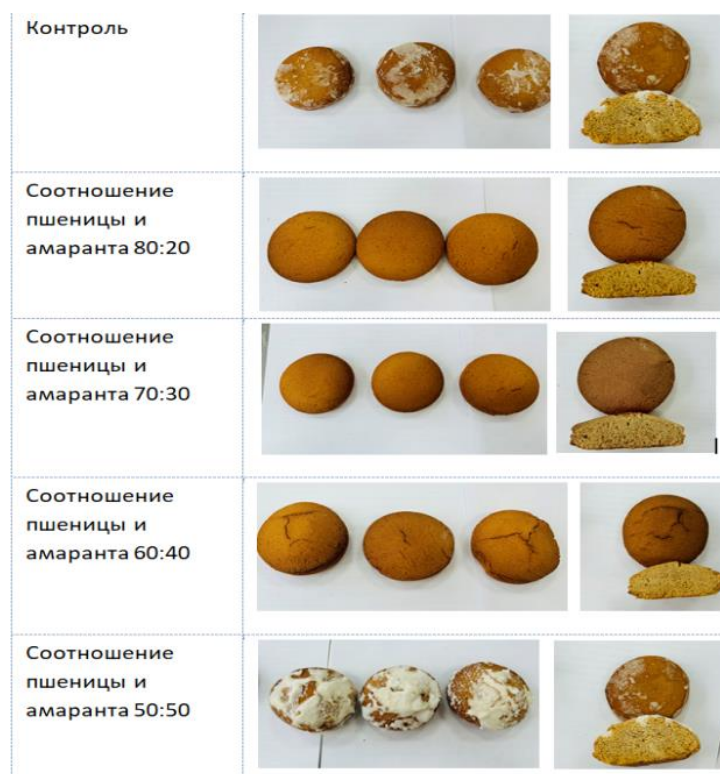 Контроль
Соотношение
пшеницы и
амаранта 80:20
Соотношение
пшеницы и
амаранта 70:30
Соотношение
пшеницы и
амаранта 60:40
Соотношение
пшеницы и
амаранта 50:50